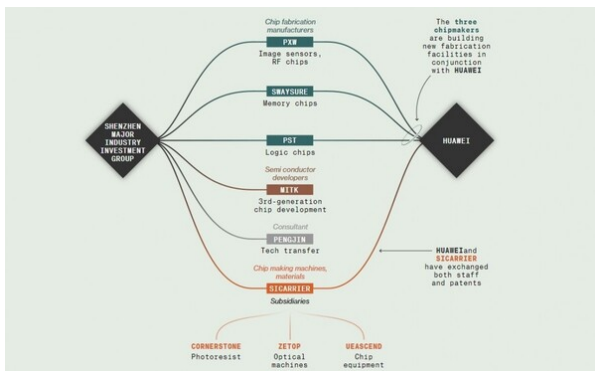 Chip fabrication
manufacturers
PXW
Image sensors,
RF chips
SWAYSURE
Memory chips
PST
Logic chips
Semi conductor
developers
MITK
3rd-generation
chip development
Consultant
PENGJIN
Tech transfer
Chip making machines,
materials
SICARRIER
Subsidiaries
CORNERSTONE
Photoresist
ZETOP
Optical
machines
UEASCEND
Chip
equipment
SHENZHEN
MAJOR
INDUSTRY
INVESTMENT
GROUP
HUAWEI
The three
chipmakers
are building
new fabrication
facilities in
conjunction
with HUAWEI
HUAWEIand
SICARRIER
have exchanged
both staff
and patents